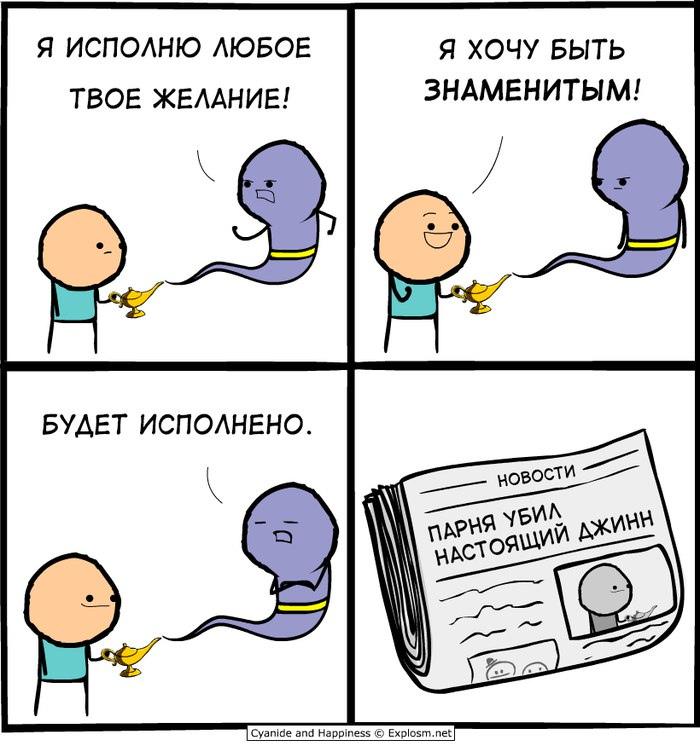 Я ИСПОЛНЮ ЛЮБОЕ
ТВОЕ ЖЕЛАНИЕ!
Я ХОЧУ БЫТЬ
ЗНАМЕНИТЫМ!
БУДЕТ ИСПОЛНЕНО.
НОВОСТИ
ПАРНЯ УБИЛ
НАСТОЯЩИЙ ДЖИНН
Cyanide and Happiness © Explosm.net